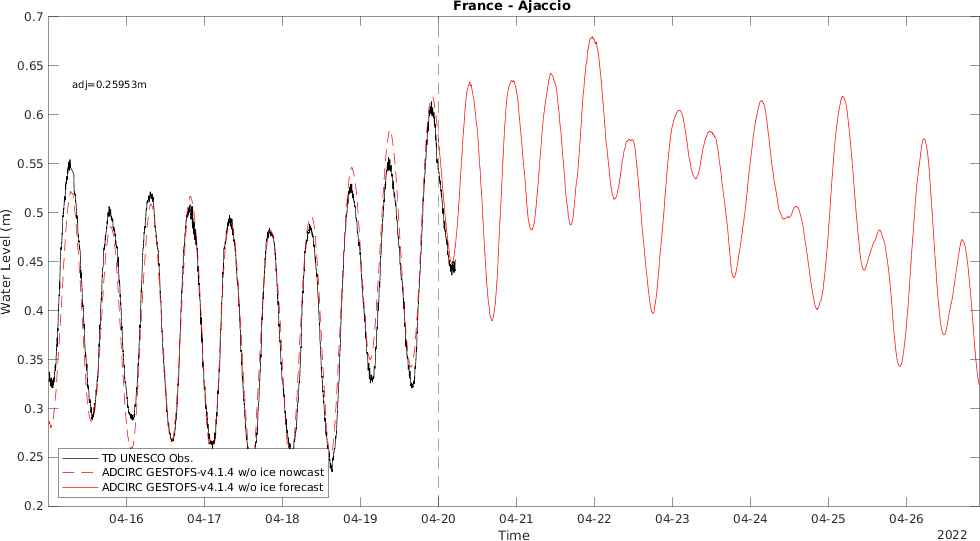 France - Ajaccio
adj=0.25953m
Water Level (m)
0.7
0.65
0.6
0.55
0.5
0.45
0.4
0.35
0.3
0.25
0.2
TD UNESCO Obs.
ADCIRC GESTOFS-v4.1.4 w/o ice nowcast
ADCIRC GESTOFS-v4.1.4 w/o ice forecast
04-16 04-17 04-18 04-19 04-20 04-21 04-22 04-23 04-24 04-25 04-26
Time
2022